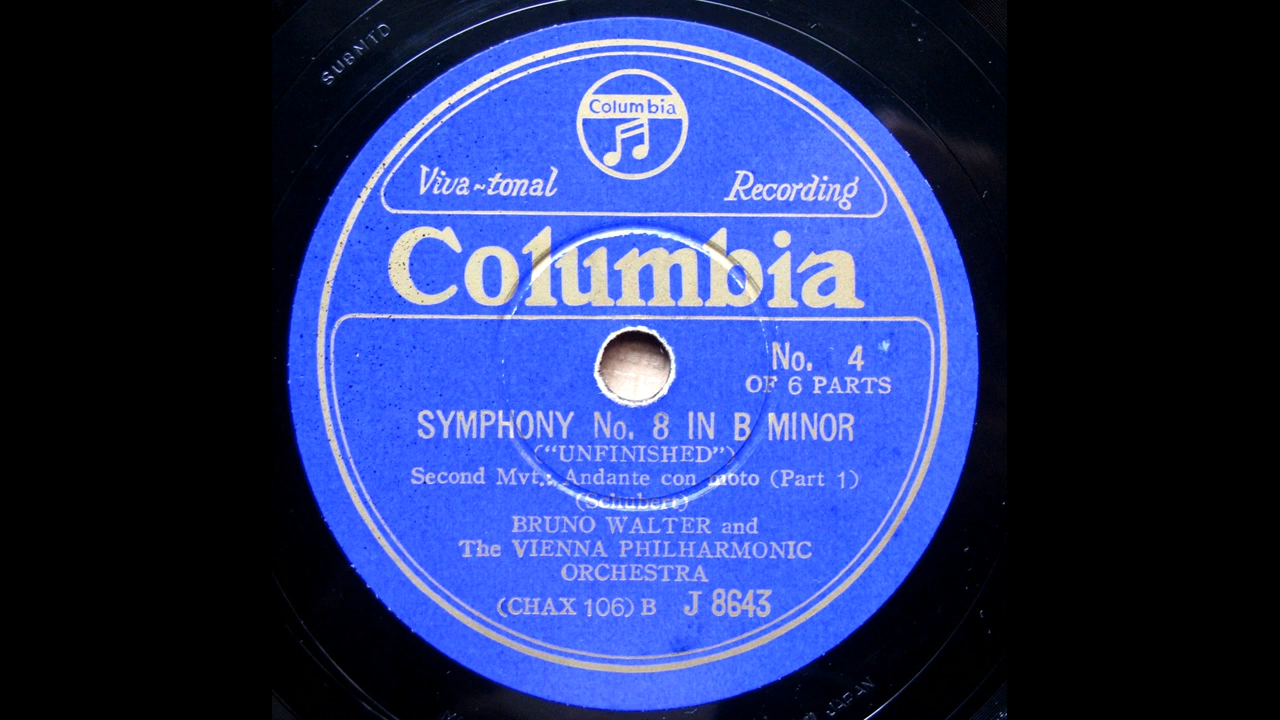 SUBNTD
Columbia
Viva~tonal Recording
Columbia
No. 4
OF 6 PARTS
SYMPHONY No. 8 IN B MINOR
("UNFINISHED")
Second Mvt.: Andante con moto (Part 1)
(Schubert)
BRUNO WALTER and
The VIENNA PHILHARMONIC
ORCHESTRA
(CHAX 106) B J 8643
JAPAN